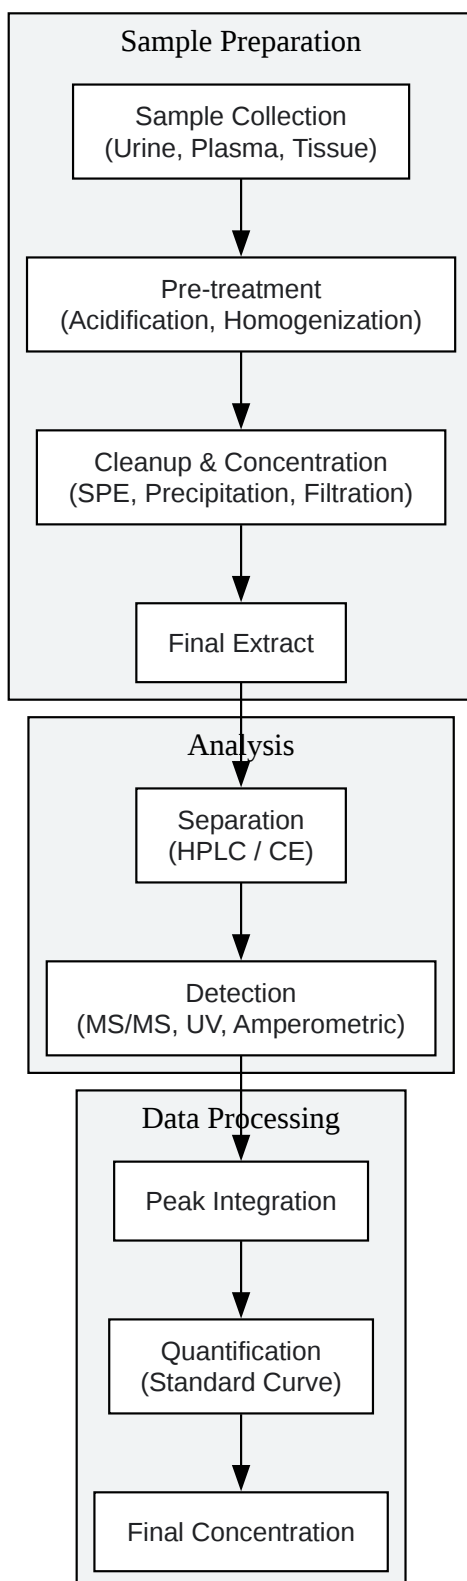 Sample Preparation
Sample Collection
(Urine, Plasma, Tissue)
Pre-treatment
(Acidification, Homogenization)
Cleanup & Concentration
(SPE, Precipitation, Filtration)
Final Extract
Analysis
Separation
(HPLC / CE)
Detection
(MS/MS, UV, Amperometric)
Data Processing
Peak Integration
Quantification
(Standard Curve)
Final Concentration